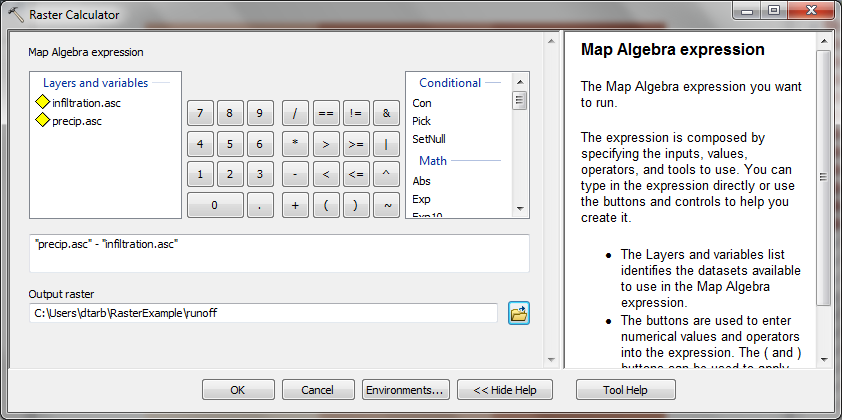 Raster Calculator
Map Algebra expression
Layers and variables
infiltration.asc
precip.asc
7 8 9 / == != &
4 5 6 * > >= |
1 2 3 - < <= ^
0 . + ( ) ~
Conditional
Con
Pick
SetNull
Math
Abs
Exp
Exp10
"precip.asc" - "infiltration.asc"
Output raster
C:\Users\dtarb\RasterExample\runoff
OK
Cancel
Environments...
<< Hide Help
Tool Help
Map Algebra expression
The Map Algebra expression you want
to run.
The expression is composed by
specifying the inputs, values,
operators, and tools to use. You can
type in the expression directly or use
the buttons and controls to help you
create it.
• The Layers and variables list
identifies the datasets available
to use in the Map Algebra
expression.
• The buttons are used to enter
numerical values and operators
into the expression. The ( and )
buttons can be used to apply